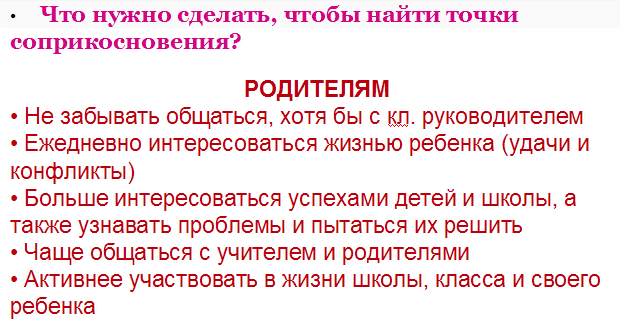 • Что нужно сделать, чтобы найти точки
соприкосновения?
РОДИТЕЛЯМ
• Не забывать общаться, хотя бы с кл. руководителем
• Ежедневно интересоваться жизнью ребенка (удачи и
конфликты)
• Больше интересоваться успехами детей и школы, а
также узнавать проблемы и пытаться их решить
• Чаще общаться с учителем и родителями
• Активнее участвовать в жизни школы, класса и своего
ребенка